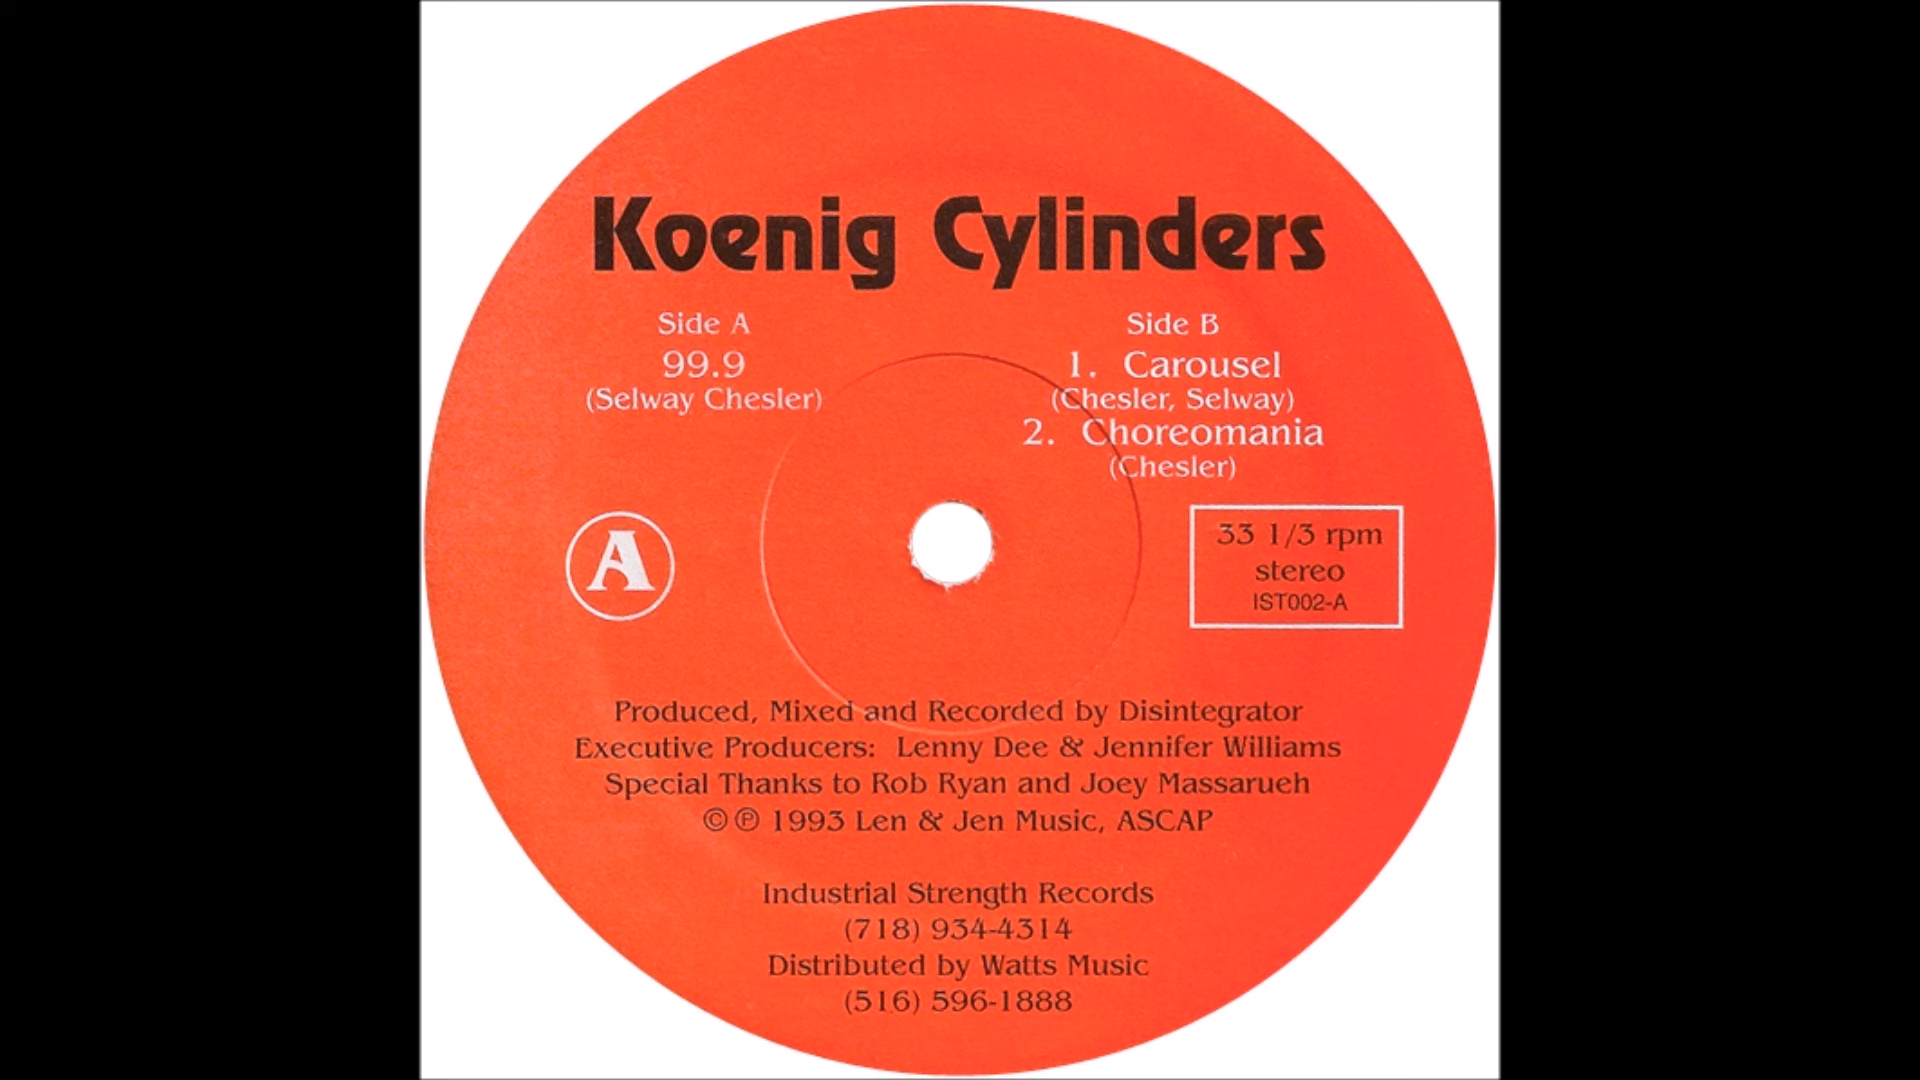 Koenig Cylinders
Side A
99.9
(Selway Chesler)
Side B
1. Carousel
(Chesler, Selway)
2. Choreomania
(Chesler)
A
33 1/3 rpm
stereo
IST002-A
Produced, Mixed and Recorded by Disintegrator
Executive Producers: Lenny Dee & Jennifer Williams
Special Thanks to Rob Ryan and Joey Massarueh
© ℗ 1993 Len & Jen Music, ASCAP
Industrial Strength Records
(718) 934-4314
Distributed by Watts Music
(516) 596-1888